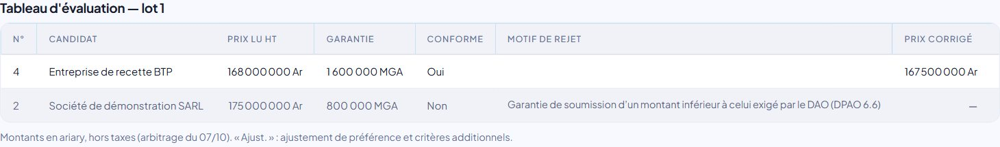 Tableau d'évaluation — lot 1
N° CANDIDAT PRIX LU HT GARANTIE CONFORME MOTIF DE REJET PRIX CORRIGÉ
4 Entreprise de recette BTP 168 000 000 Ar 1 600 000 MGA Oui 167 500 000 Ar
2 Société de démonstration SARL 175 000 000 Ar 800 000 MGA Non Garantie de soumission d’un montant inférieur à celui exigé par le DAO (DPAO 6.6) —
Montants en ariary, hors taxes (arbitrage du 07/10). « Ajust. » : ajustement de préférence et critères additionnels.